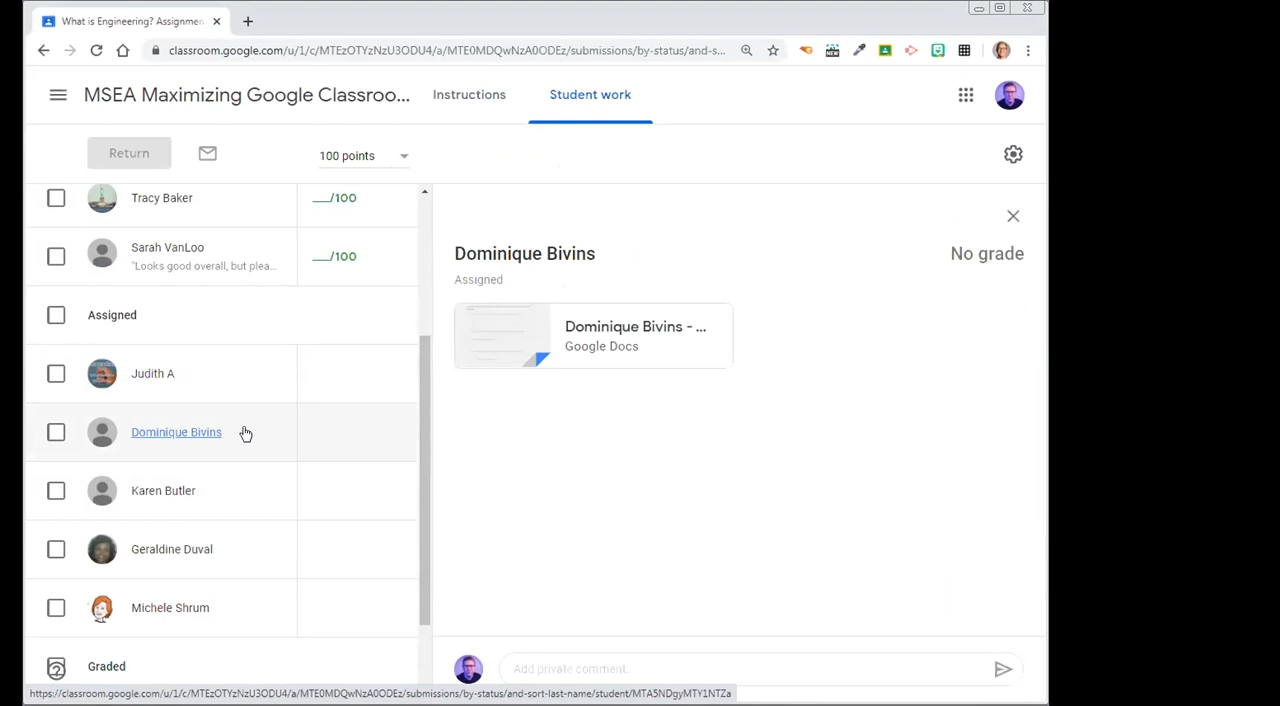 What is Engineering? Assignmen
classroom.google.com/u/1/c/MTEzOTYzNzU3ODU4/a/MTE0MDQwNzA0ODEz/submissions/by-status/and-s...
MSEA Maximizing Google Classroo...
Instructions
Student work
Return
100 points
Tracy Baker
__/100
Sarah VanLoo
"Looks good overall, but plea...
__/100
Assigned
Judith A
Dominique Bivins
Karen Butler
Geraldine Duval
Michele Shrum
Graded
Dominique Bivins
No grade
Assigned
Dominique Bivins - ...
Google Docs
Add private comment...
https://classroom.google.com/u/1/c/MTEzOTYzNzU3ODU4/a/MTE0MDQwNzA0ODEz/submissions/by-status/and-sort-last-name/student/MTA5NDgyMTY1NTZa